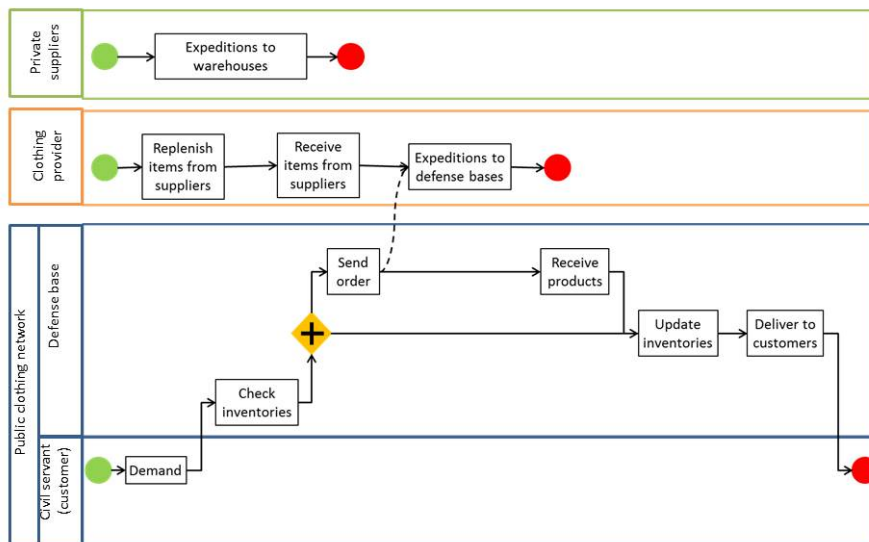 Private
suppliers
Expeditions to
warehouses
Clothing
provider
Replenish
items from
suppliers
Receive
items from
suppliers
Expeditions to
defense bases
Public clothing network
Defense base
Send
order
Receive
products
Update
inventories
Deliver to
customers
Check
inventories
Civil servant
(customer)
Demand